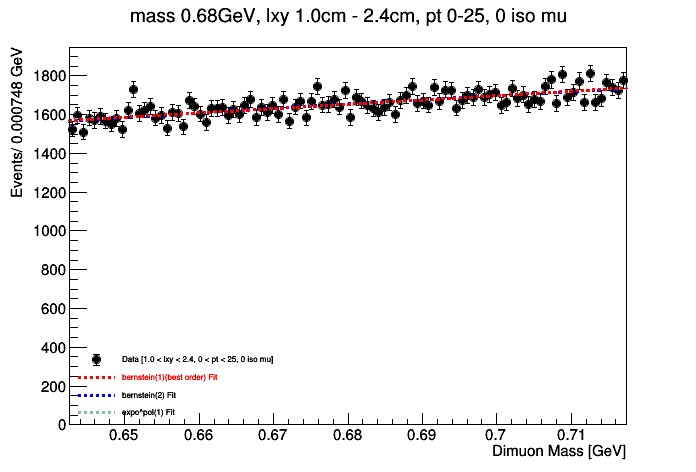 mass 0.68GeV, lxy 1.0cm - 2.4cm, pt 0-25, 0 iso mu
Events/ 0.000748 GeV
1800
1600
1400
1200
1000
800
600
400
200
0
Data [1.0 < lxy < 2.4, 0 < pt < 25, 0 iso mu]
bernstein(1)(best order) Fit
bernstein(2) Fit
expo^pol(1) Fit
0.65 0.66 0.67 0.68 0.69 0.7 0.71
Dimuon Mass [GeV]